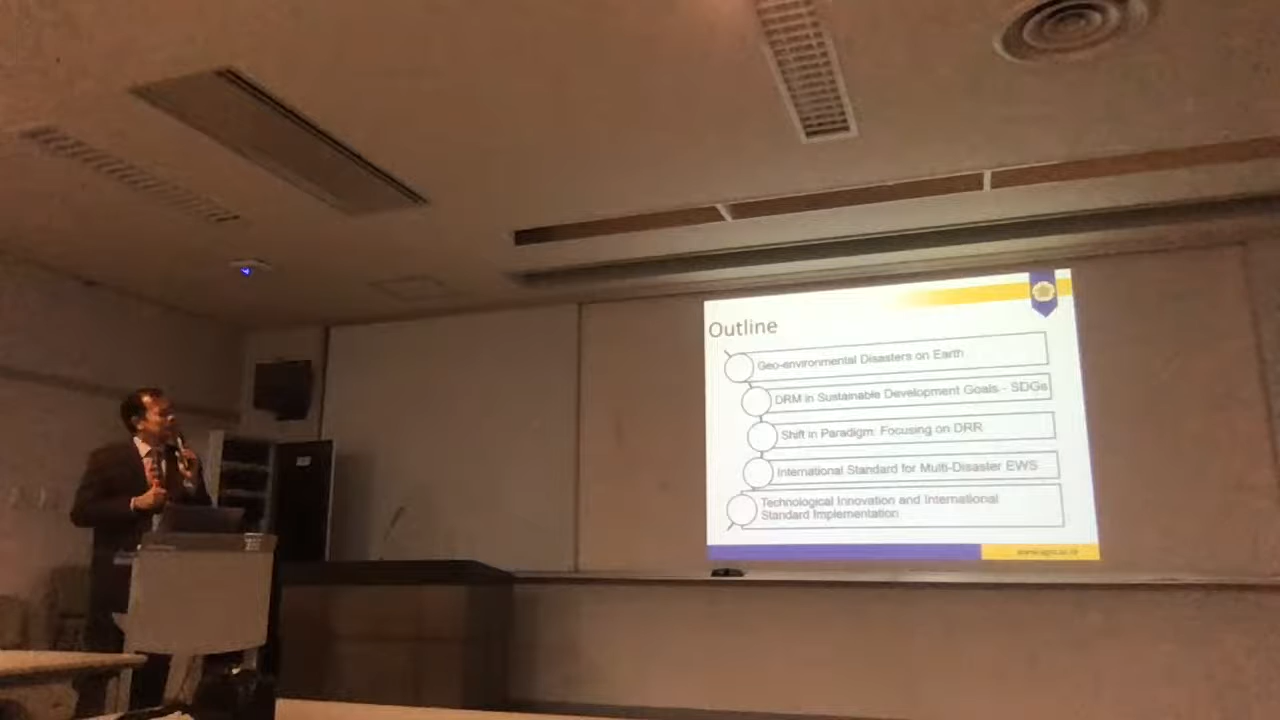 Outline
Geo-environmental Disasters on Earth
DRM in Sustainable Development Goals - SDGs
Shift in Paradigm: Focusing on DRR
International Standard for Multi-Disaster EWS
Technological Innovation and International
Standard Implementation